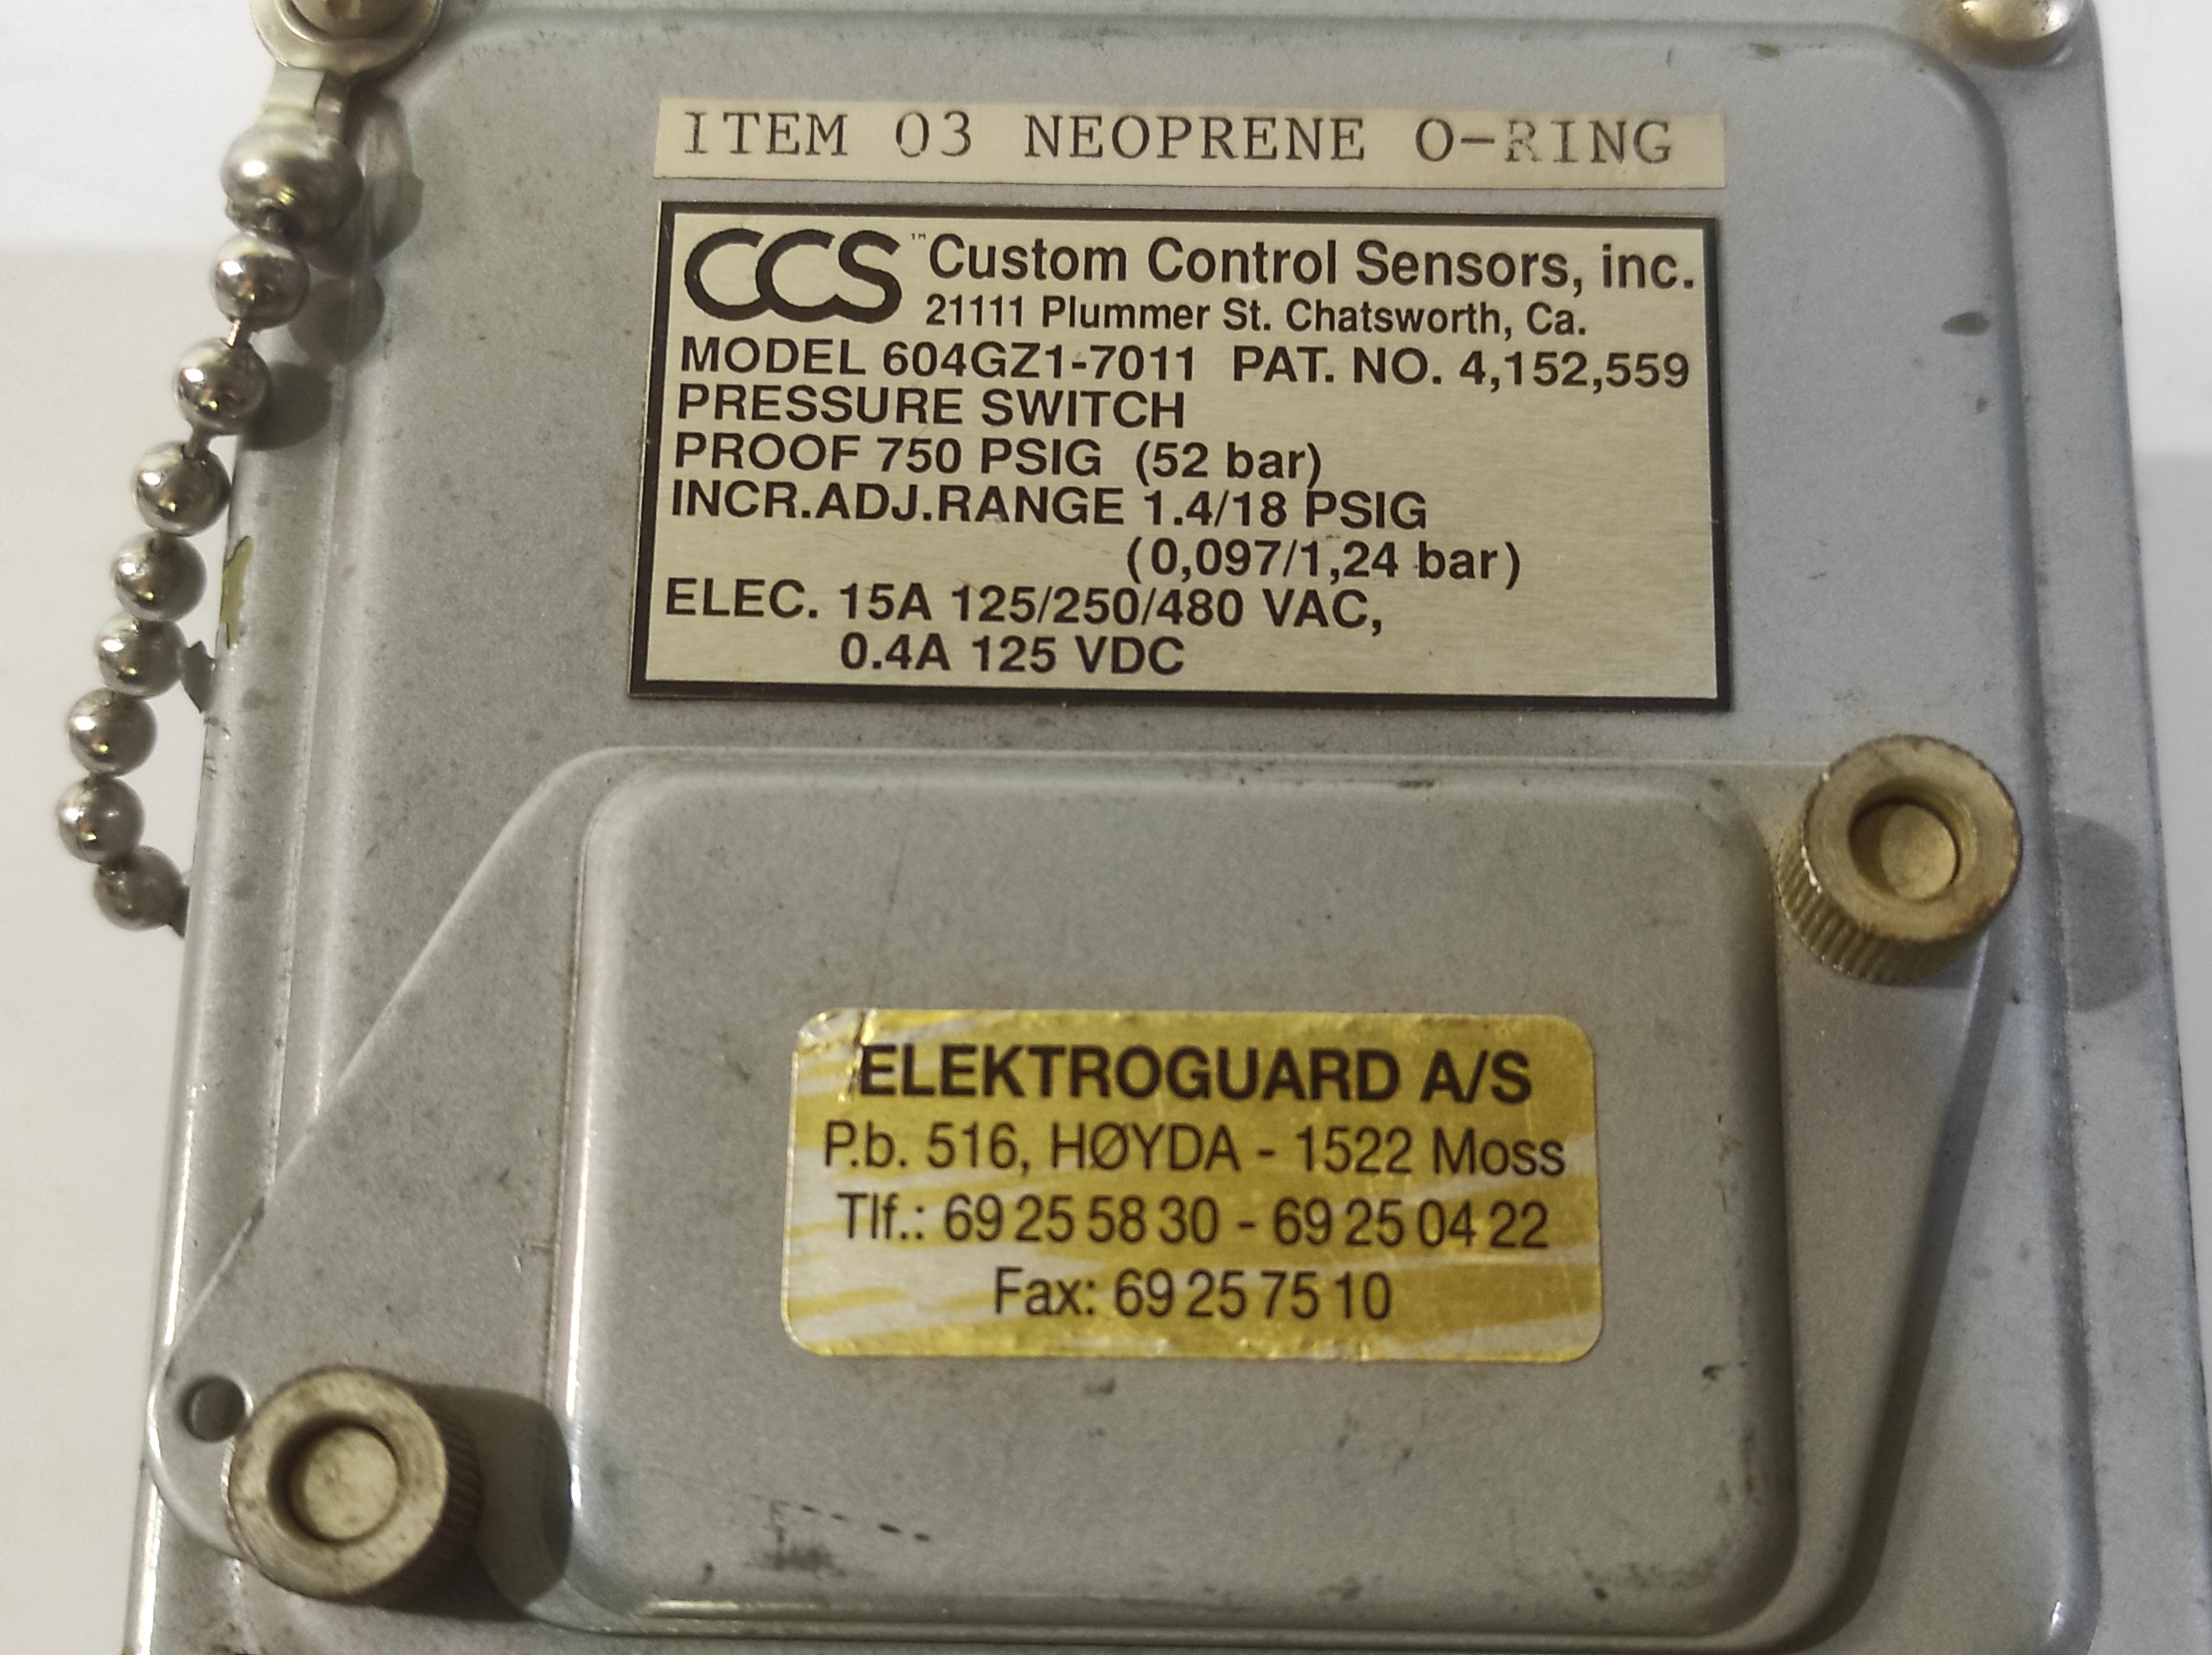 ITEM 03 NEOPRENE O-RING
CCS™ Custom Control Sensors, inc.
21111 Plummer St. Chatsworth, Ca.
MODEL 604GZ1-7011 PAT. NO. 4,152,559
PRESSURE SWITCH
PROOF 750 PSIG (52 bar)
INCR.ADJ.RANGE 1.4/18 PSIG
(0,097/1,24 bar)
ELEC. 15A 125/250/480 VAC,
0.4A 125 VDC
ELEKTROGUARD A/S
P.b. 516, HØYDA - 1522 Moss
Tlf.: 69 25 58 30 - 69 25 04 22
Fax: 69 25 75 10